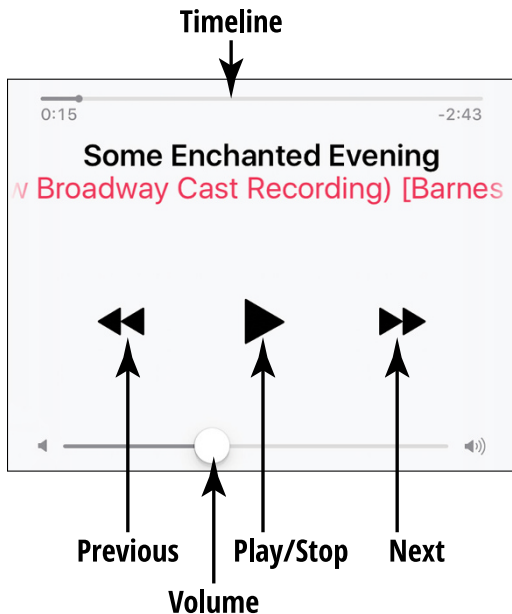 Timeline
0:15 -2:43
Some Enchanted Evening
w Broadway Cast Recording) [Barnes
Previous Play/Stop Next
Volume